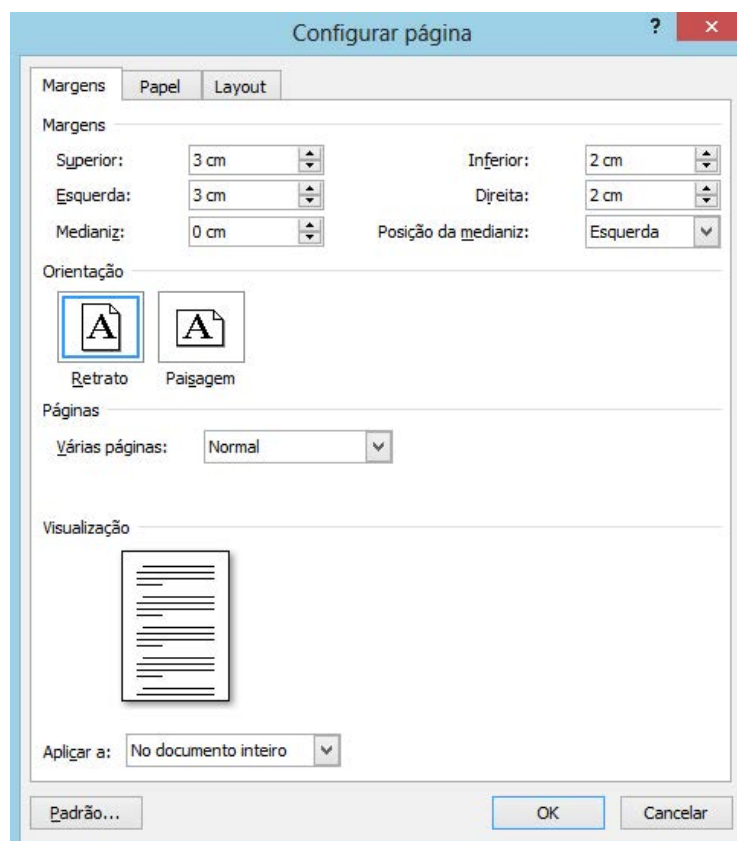 Configurar página ? ×
Margens Papel Layout
Margens
Superior: 3 cm Inferior: 2 cm
Esquerda: 3 cm Direita: 2 cm
Medianiz: 0 cm Posição da medianiz: Esquerda
Orientação
A A
Retrato Paisagem
Páginas
Várias páginas: Normal
Visualização
Aplicar a: No documento inteiro
Padrão... OK Cancelar